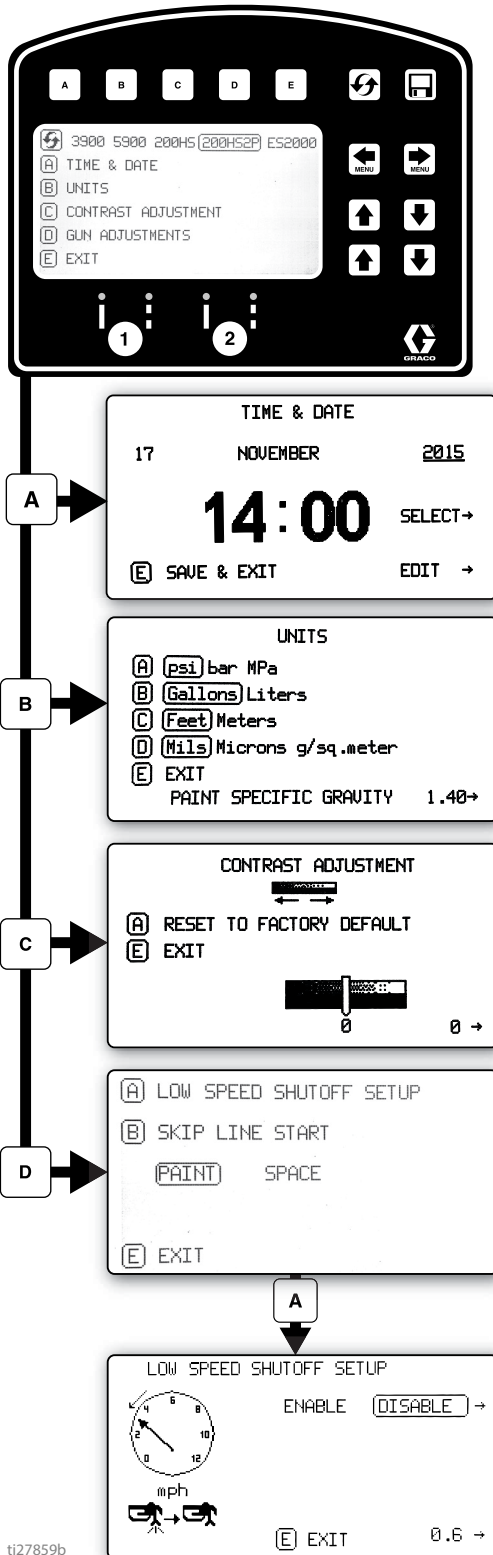 A B C D E
MENU MENU
3900 5900 200HS 200HS2P ES2000
A TIME & DATE
B UNITS
C CONTRAST ADJUSTMENT
D GUN ADJUSTMENTS
E EXIT
1 2
GRACO
A
TIME & DATE
17 NOVEMBER 2015
14:00
SELECT→
E SAVE & EXIT EDIT →
B
UNITS
A psi bar MPa
B Gallons Liters
C Feet Meters
D Mils Microns g/sq.meter
E EXIT
PAINT SPECIFIC GRAVITY 1.40→
C
CONTRAST ADJUSTMENT
A RESET TO FACTORY DEFAULT
E EXIT
0 0 →
D
A LOW SPEED SHUTOFF SETUP
B SKIP LINE START
PAINT SPACE
E EXIT
A
LOW SPEED SHUTOFF SETUP
ENABLE DISABLE →
0 2 4 6 8 10 12
mph
E EXIT 0.6 →
ti27859b